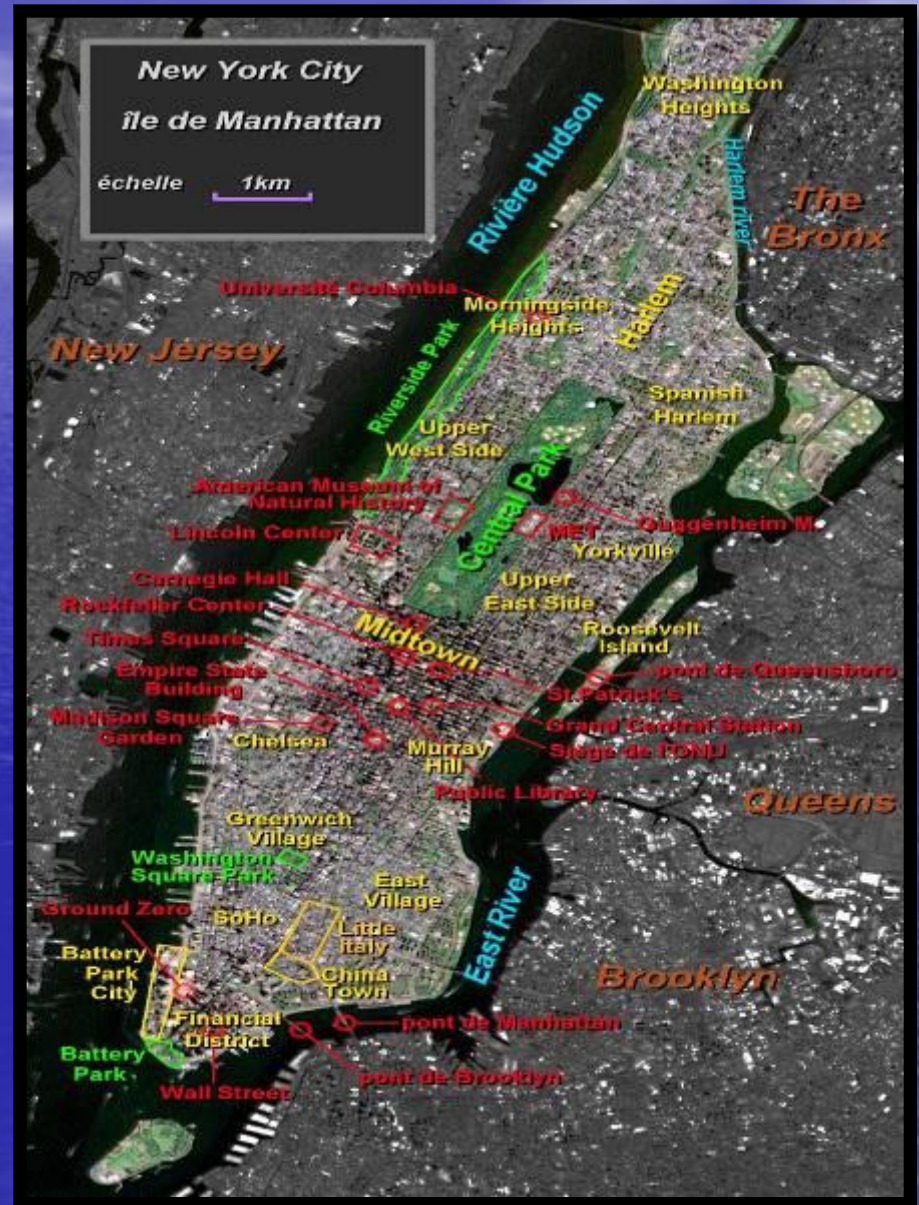 New York City
île de Manhattan
échelle 1km
Washington
Heights
Rivière Hudson
Harlem river
The
Bronx
Université Columbia
Morningside
Heights
Harlem
New Jersey
Riverside Park
Spanish
Harlem
Upper
West Side
American Museum of
Natural History
Central Park
Guggenheim M.
MET
Lincoln Center
Yorkville
Carnegie Hall
Upper
East Side
Rockfeller Center
Midtown
Roosevelt
Island
Times Square
pont de Queensboro
Empire State
Building
St Patrick's
Madison Square
Garden
Grand Central Station
Chelsea
Murray
Hill
Siège de l'ONU
Public Library
Queens
Greenwich
Village
Washington
Square Park
East
Village
East River
Ground Zero
SoHo
Little
Italy
Battery
Park
City
China
Town
Brooklyn
Financial
District
pont de Manhattan
Battery
Park
pont de Brooklyn
Wall Street